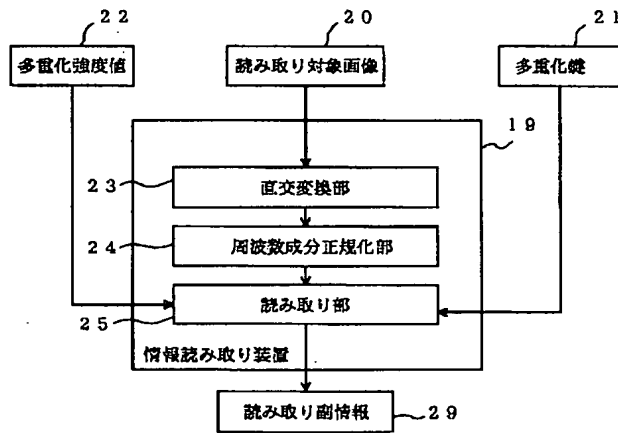 22
20
21
多重化強度値
読み取り対象画像
多重化鍵
19
23
直交変換部
24
周波数成分正規化部
読み取り部
25
情報読み取り装置
読み取り副情報
29